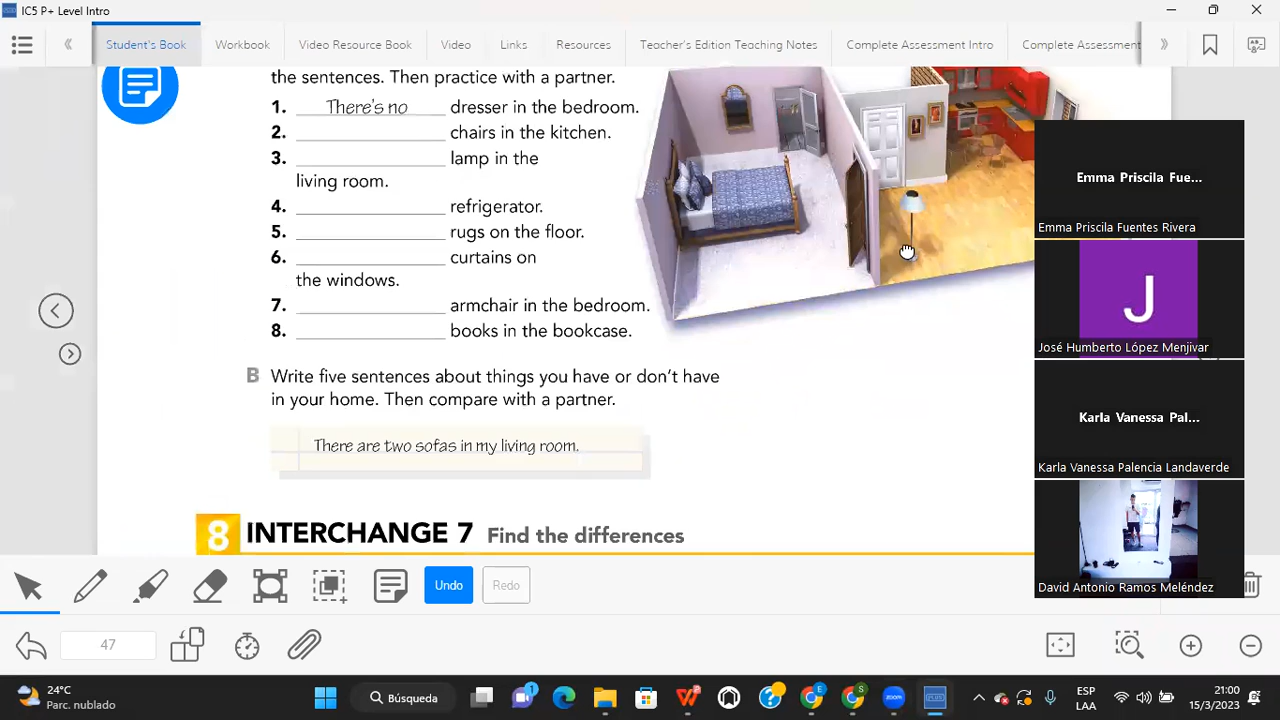 IC5 P+ Level Intro
Student's Book
Workbook
Video Resource Book
Video
Links
Resources
Teacher's Edition Teaching Notes
Complete Assessment Intro
Complete Assessment
the sentences. Then practice with a partner.
1. There's no dresser in the bedroom.
2. chairs in the kitchen.
3. lamp in the
living room.
4. refrigerator.
5. rugs on the floor.
6. curtains on
the windows.
7. armchair in the bedroom.
8. books in the bookcase.
B Write five sentences about things you have or don't have
in your home. Then compare with a partner.
There are two sofas in my living room.
8 INTERCHANGE 7 Find the differences
Emma Priscila Fue...
Emma Priscila Fuentes Rivera
J
José Humberto López Menjivar
Karla Vanessa Pal...
Karla Vanessa Palencia Landaverde
David Antonio Ramos Meléndez
Undo
Redo
47
24°C
Parc. nublado
Búsqueda
ESP
LAA
21:00
15/3/2023